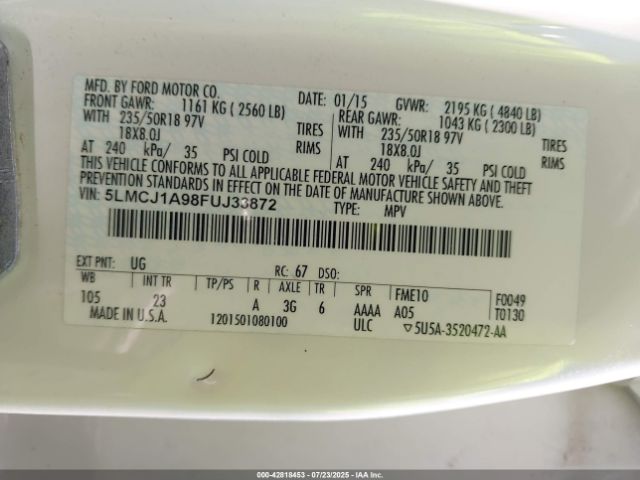 MFD. BY FORD MOTOR CO.
DATE: 01/15 GVWR: 2195 KG ( 4840 LB)
FRONT GAWR: 1161 KG ( 2560 LB)
REAR GAWR: 1043 KG ( 2300 LB)
WITH 235/50R18 97V TIRES
WITH 235/50R18 97V TIRES
18X8.0J RIMS
18X8.0J RIMS
AT 240 kPa/ 35 PSI COLD
AT 240 kPa/ 35 PSI COLD
THIS VEHICLE CONFORMS TO ALL APPLICABLE FEDERAL MOTOR VEHICLE SAFETY AND THEFT
PREVENTION STANDARDS IN EFFECT ON THE DATE OF MANUFACTURE SHOWN ABOVE.
VIN: 5LMCJ1A98FUJ33872 TYPE: MPV
EXT PNT: UG RC: 67 DSO:
WB INT TR TP/PS R AXLE TR SPR FME10 F0049
105 23 A 3G 6 AAAA A05 T0130
MADE IN U.S.A. 1201501080100 ULC ▽5U5A-3520472-AA
000-42818453 - 07/23/2025 - IAAI.COM